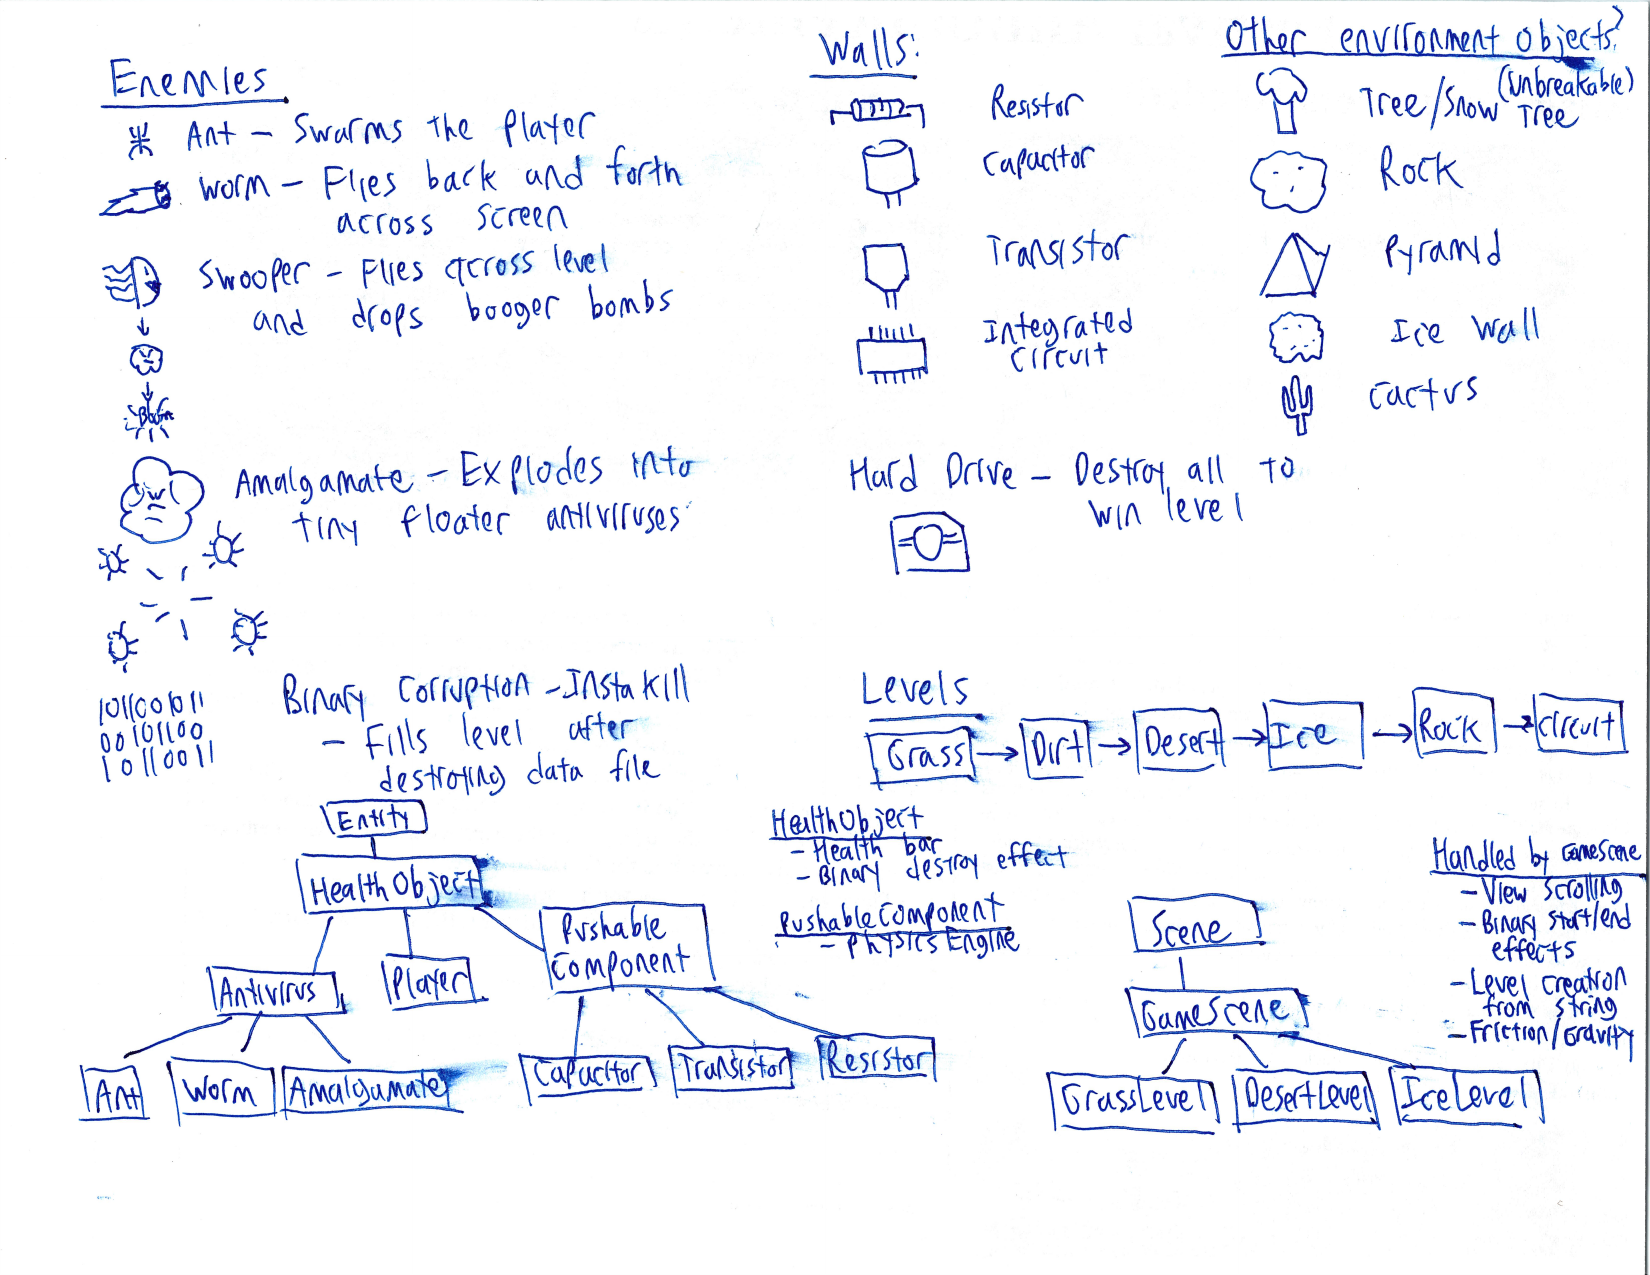 Enemies
Ant - Swarms the player
Worm - Flies back and forth
across screen
Swooper - Flies across level
and drops booger bombs
Amalgamate - Explodes into
tiny floater antiviruses
1011001011
00101100
10110011
Binary Corruption - Instakill
- Fills level after
destroying data file
Walls:
Resistor
Capacitor
Transistor
Integrated
Circuit
Other environment objects?
(Unbreakable)
Tree/Snow Tree
Rock
Pyramid
Ice Wall
Cactus
Hard Drive - Destroy all to
win level
Levels
Grass → Dirt → Desert → Ice → Rock → Circuit
Entity
HealthObject
Antivirus
Player
Pushable
Component
Ant
Worm
Amalgamate
Capacitor
Transistor
Resistor
HealthObject
- Health bar
- Binary destroy effect
PushableComponent
- Physics Engine
Scene
GameScene
GrassLevel
DesertLevel
IceLevel
Handled by GameScene
- View Scrolling
- Binary start/end
effects
- Level creation
from string
- Friction/Gravity